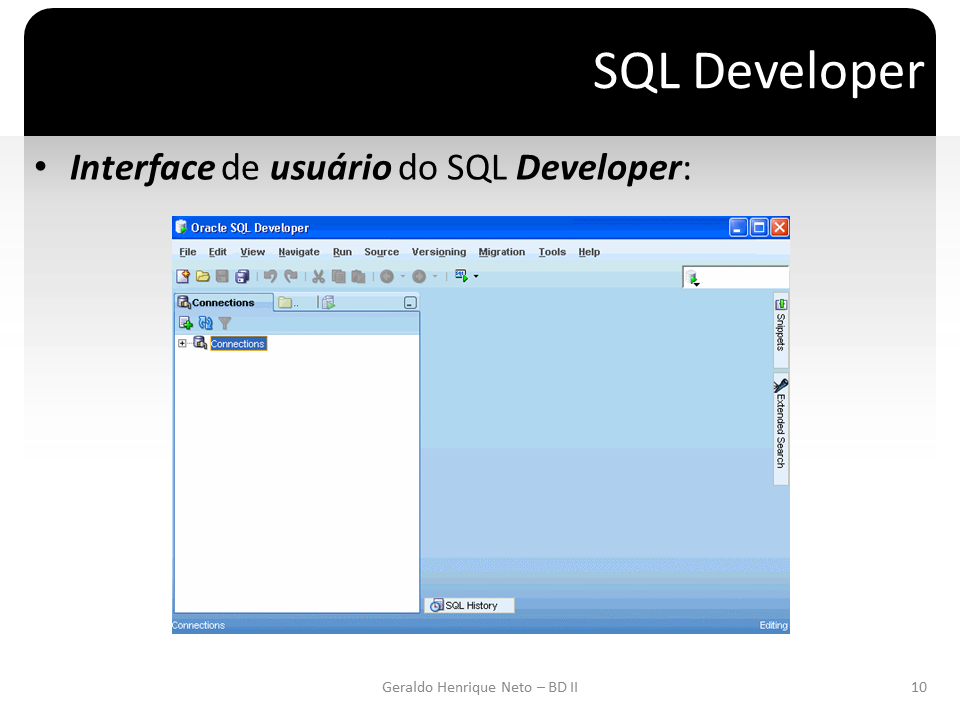 SQL Developer
• Interface de usuário do SQL Developer:
Oracle SQL Developer
File Edit View Navigate Run Source Versioning Migration Tools Help
Connections ..
Connections
Snippets
Extended Search
SQL History
Connections Editing
Geraldo Henrique Neto – BD II 10